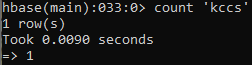 hbase(main):033:0> count 'kccs'
1 row(s)
Took 0.0090 seconds
=> 1